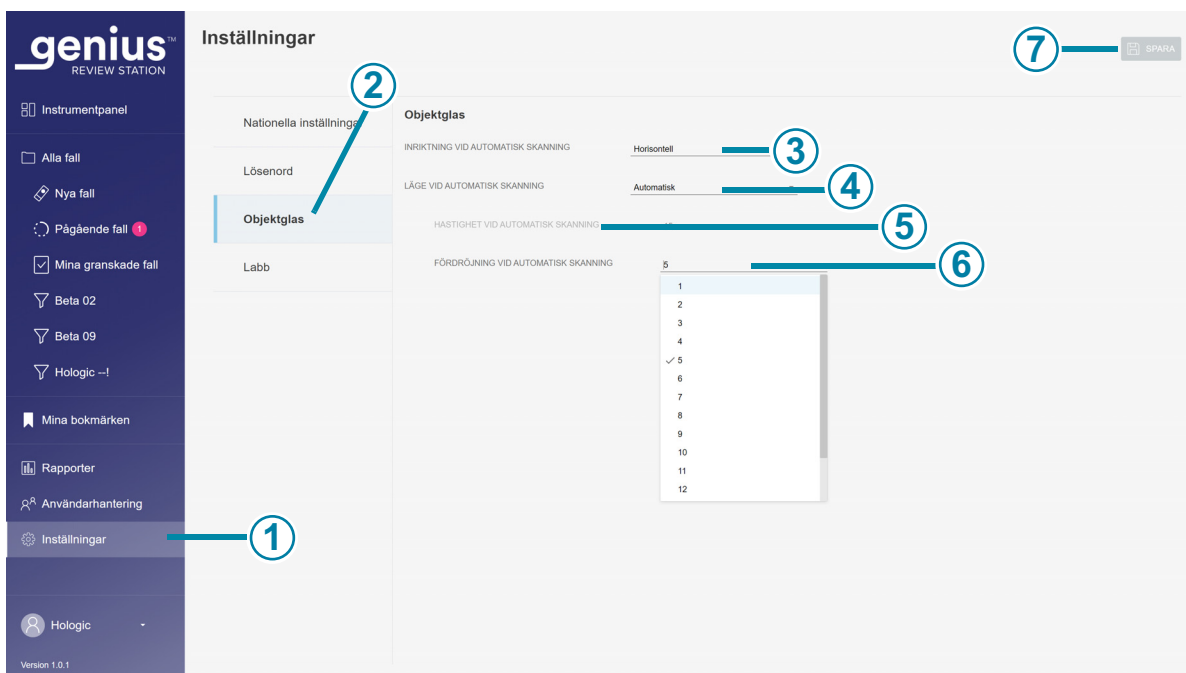 genius™
REVIEW STATION
Instrumentpanel
Alla fall
Nya fall
Pågående fall 1
Mina granskade fall
Beta 02
Beta 09
Hologic --!
Mina bokmärken
Rapporter
Användarhantering
Inställningar
Hologic
Version 1.0.1
Inställningar
7
SPARA
2
Nationella inställningar
Lösenord
Objektglas
Labb
1
Objektglas
INRIKTNING VID AUTOMATISK SKANNING
Horisontell
3
LÄGE VID AUTOMATISK SKANNING
Automatisk
4
HASTIGHET VID AUTOMATISK SKANNING
5
FÖRDRÖJNING VID AUTOMATISK SKANNING
5
6
1
2
3
4
5
6
7
8
9
10
11
12